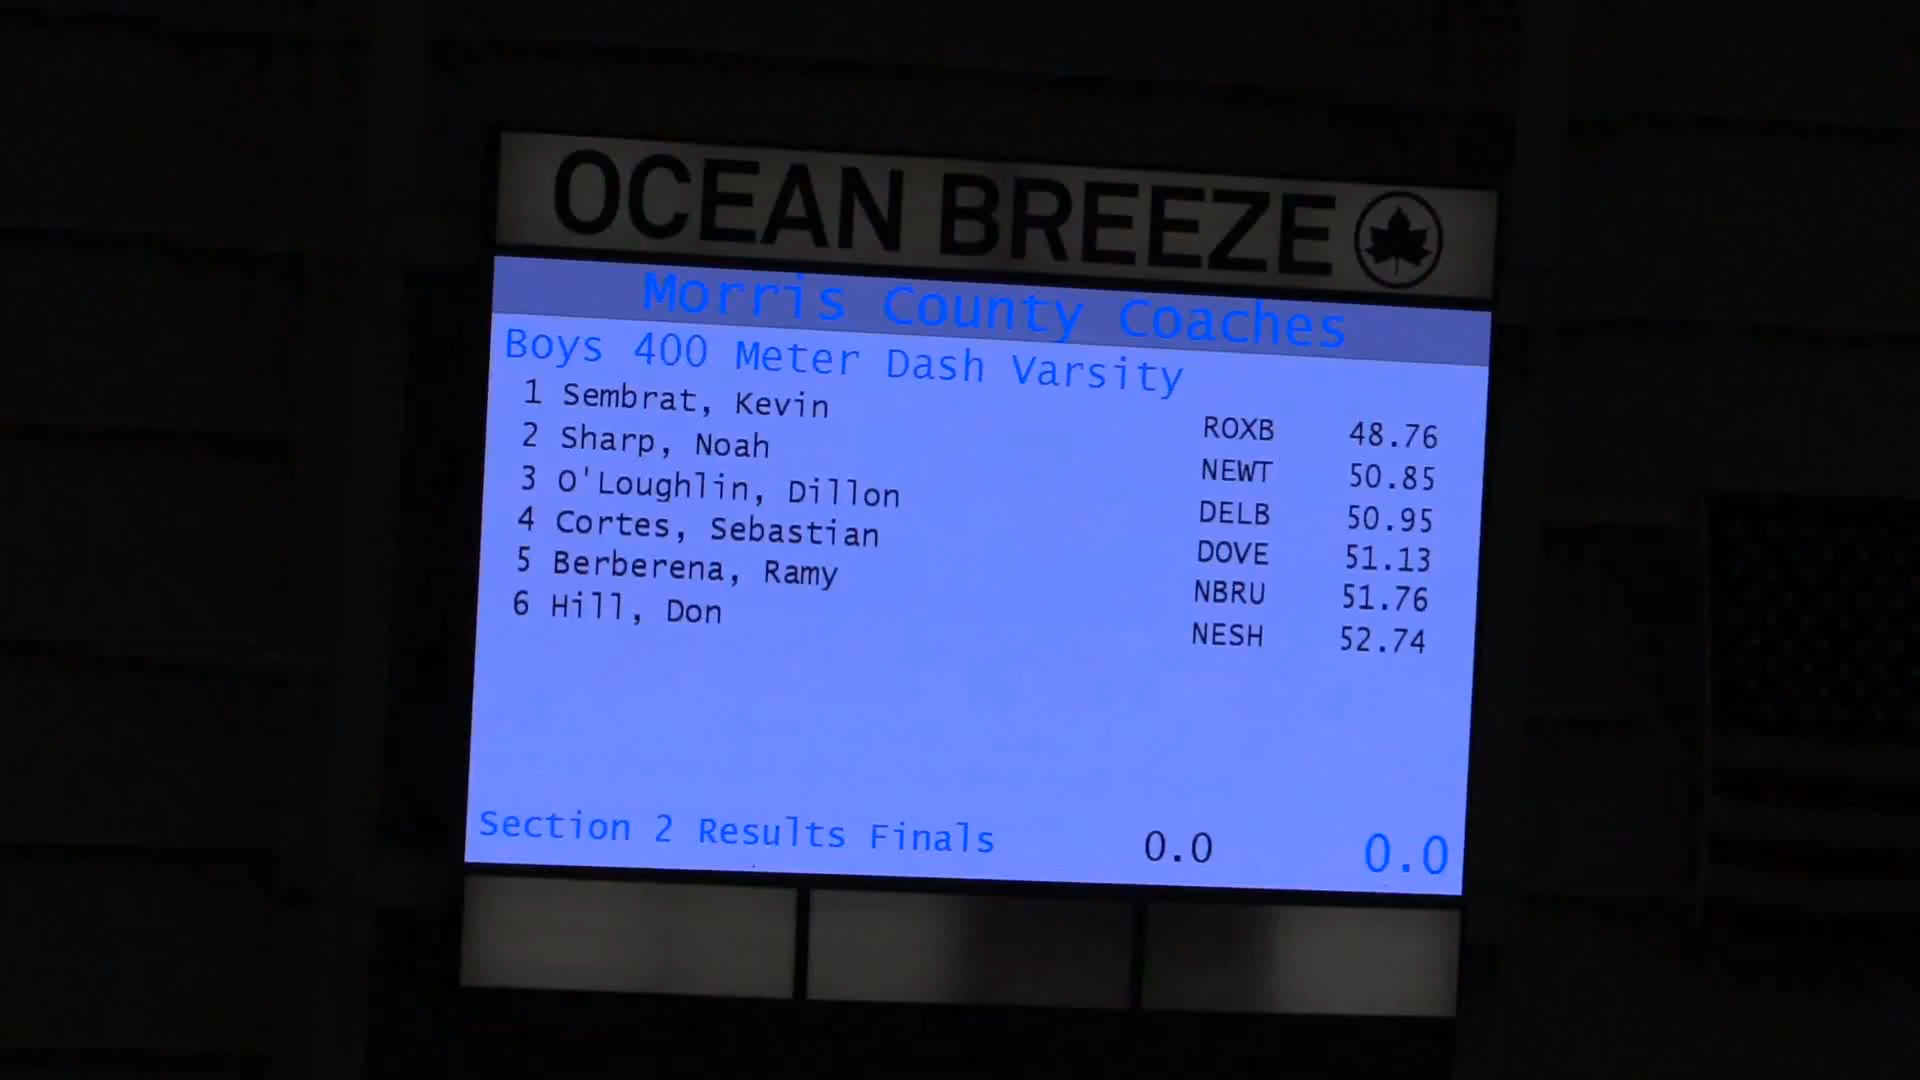 OCEAN BREEZE
Morris County Coaches
Boys 400 Meter Dash Varsity
1 Sembrat, Kevin ROXB 48.76
2 Sharp, Noah NEWT 50.85
3 O'Loughlin, Dillon DELB 50.95
4 Cortes, Sebastian DOVE 51.13
5 Berberena, Ramy NBRU 51.76
6 Hill, Don NESH 52.74
Section 2 Results Finals 0.0 0.0